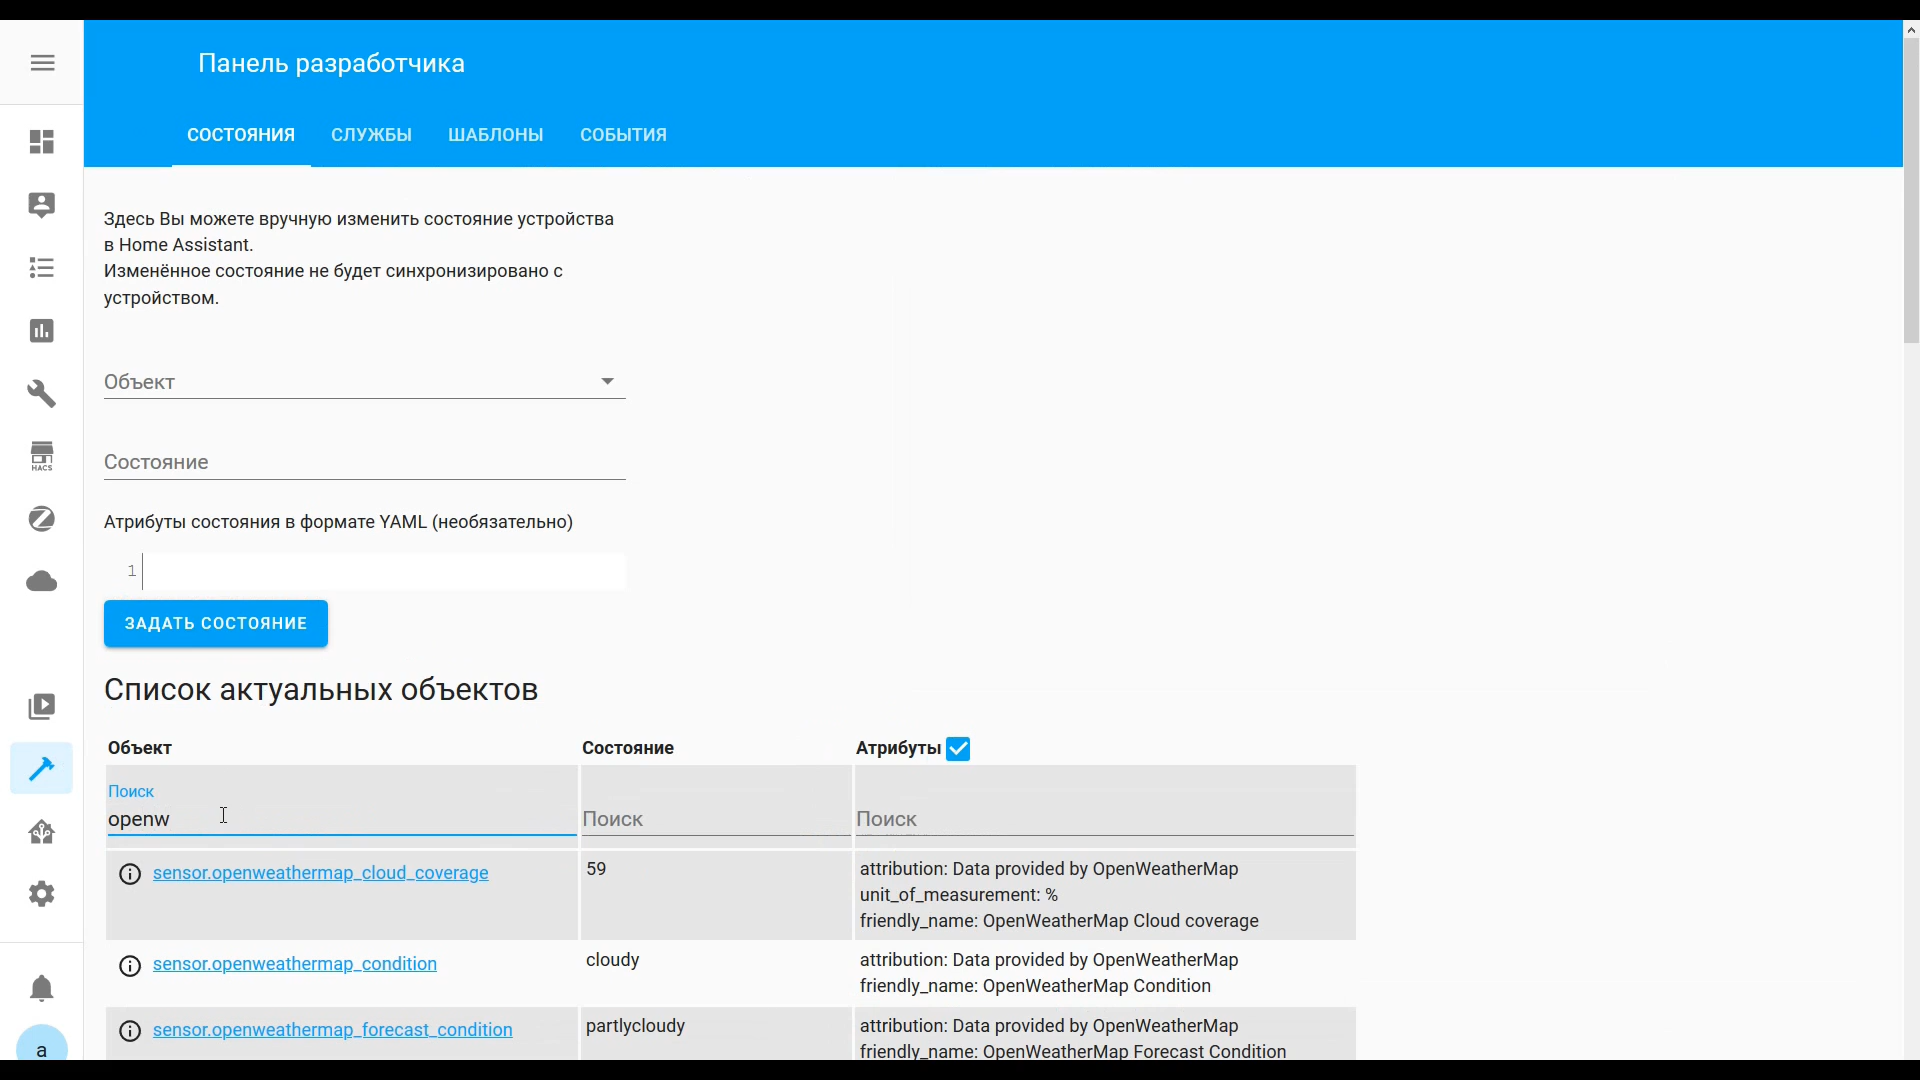 Панель разработчика
СОСТОЯНИЯ СЛУЖБЫ ШАБЛОНЫ СОБЫТИЯ
Здесь Вы можете вручную изменить состояние устройства
в Home Assistant.
Изменённое состояние не будет синхронизировано с
устройством.
Объект
HACS
Состояние
Атрибуты состояния в формате YAML (необязательно)
1
ЗАДАТЬ СОСТОЯНИЕ
Список актуальных объектов
Объект Состояние Атрибуты
Поиск
openw Поиск Поиск
sensor.openweathermap_cloud_coverage 59 attribution: Data provided by OpenWeatherMap
unit_of_measurement: %
friendly_name: OpenWeatherMap Cloud coverage
sensor.openweathermap_condition cloudy attribution: Data provided by OpenWeatherMap
friendly_name: OpenWeatherMap Condition
sensor.openweathermap_forecast_condition partlycloudy attribution: Data provided by OpenWeatherMap
friendly_name: OpenWeatherMap Forecast Condition
a